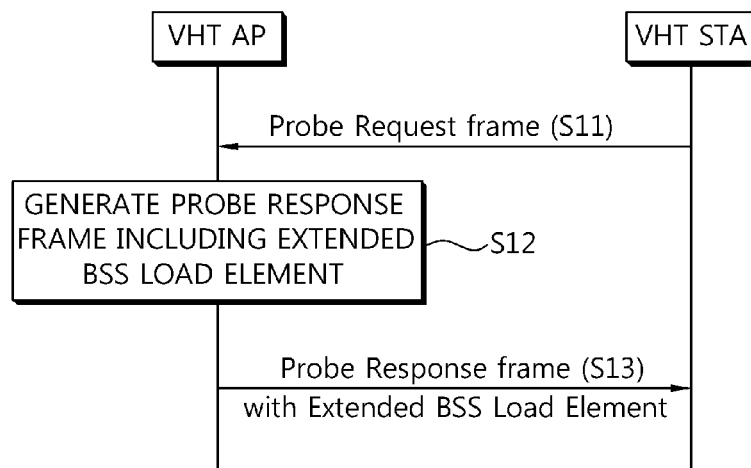 VHT AP
VHT STA
Probe Request frame (S11)
GENERATE PROBE RESPONSE
FRAME INCLUDING EXTENDED
BSS LOAD ELEMENT
S12
Probe Response frame (S13)
with Extended BSS Load Element